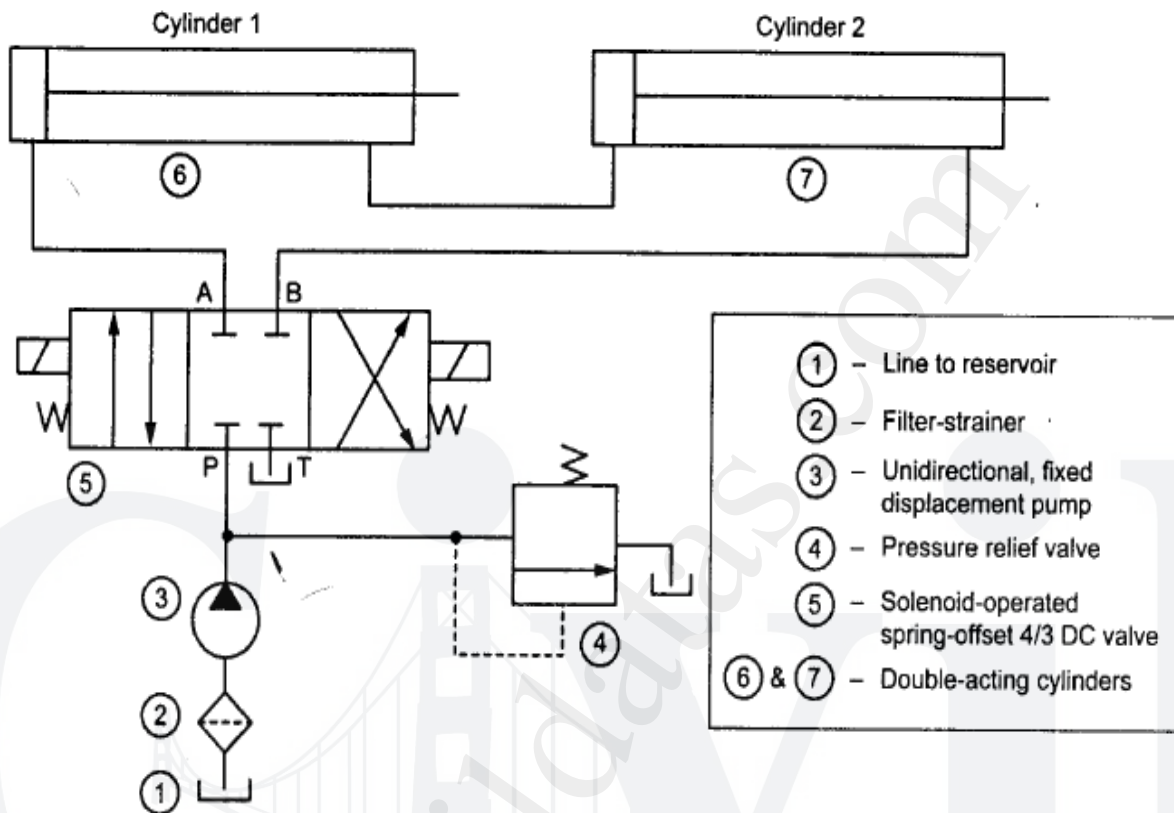 Cylinder 1
Cylinder 2
6
7
A B
P T
5
3
4
2
1
1 – Line to reservoir
2 – Filter-strainer
3 – Unidirectional, fixed
displacement pump
4 – Pressure relief valve
5 – Solenoid-operated
spring-offset 4/3 DC valve
6 & 7 – Double-acting cylinders